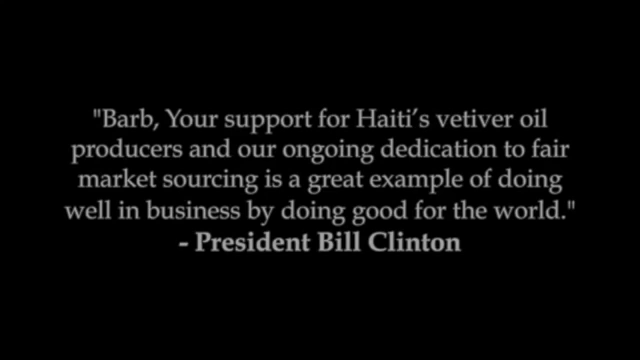 "Barb, Your support for Haiti’s vetiver oil
producers and our ongoing dedication to fair
market sourcing is a great example of doing
well in business by doing good for the world."
- President Bill Clinton